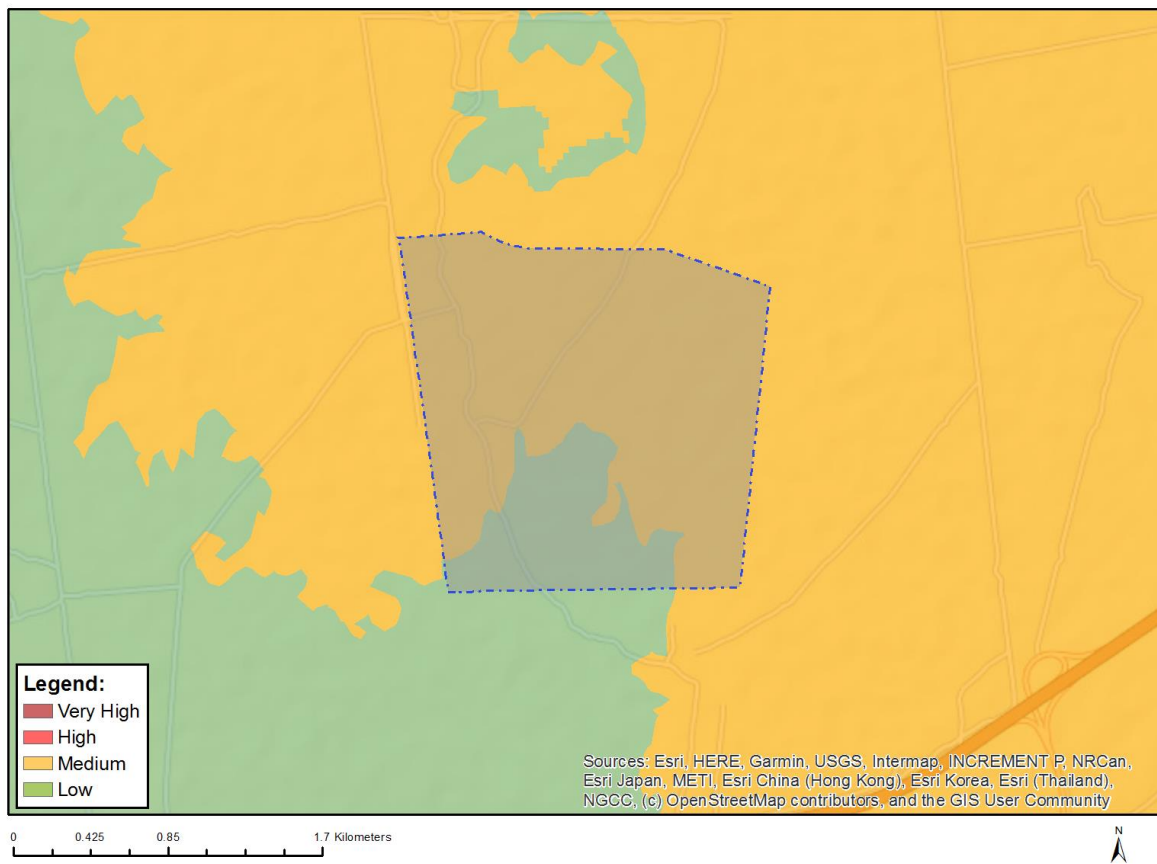 Legend:
Very High
High
Medium
Low
Sources: Esri, HERE, Garmin, USGS, Intermap, INCREMENT P, NRCan,
Esri Japan, METI, Esri China (Hong Kong), Esri Korea, Esri (Thailand),
NGCC, (c) OpenStreetMap contributors, and the GIS User Community
0 0.425 0.85 1.7 Kilometers
N